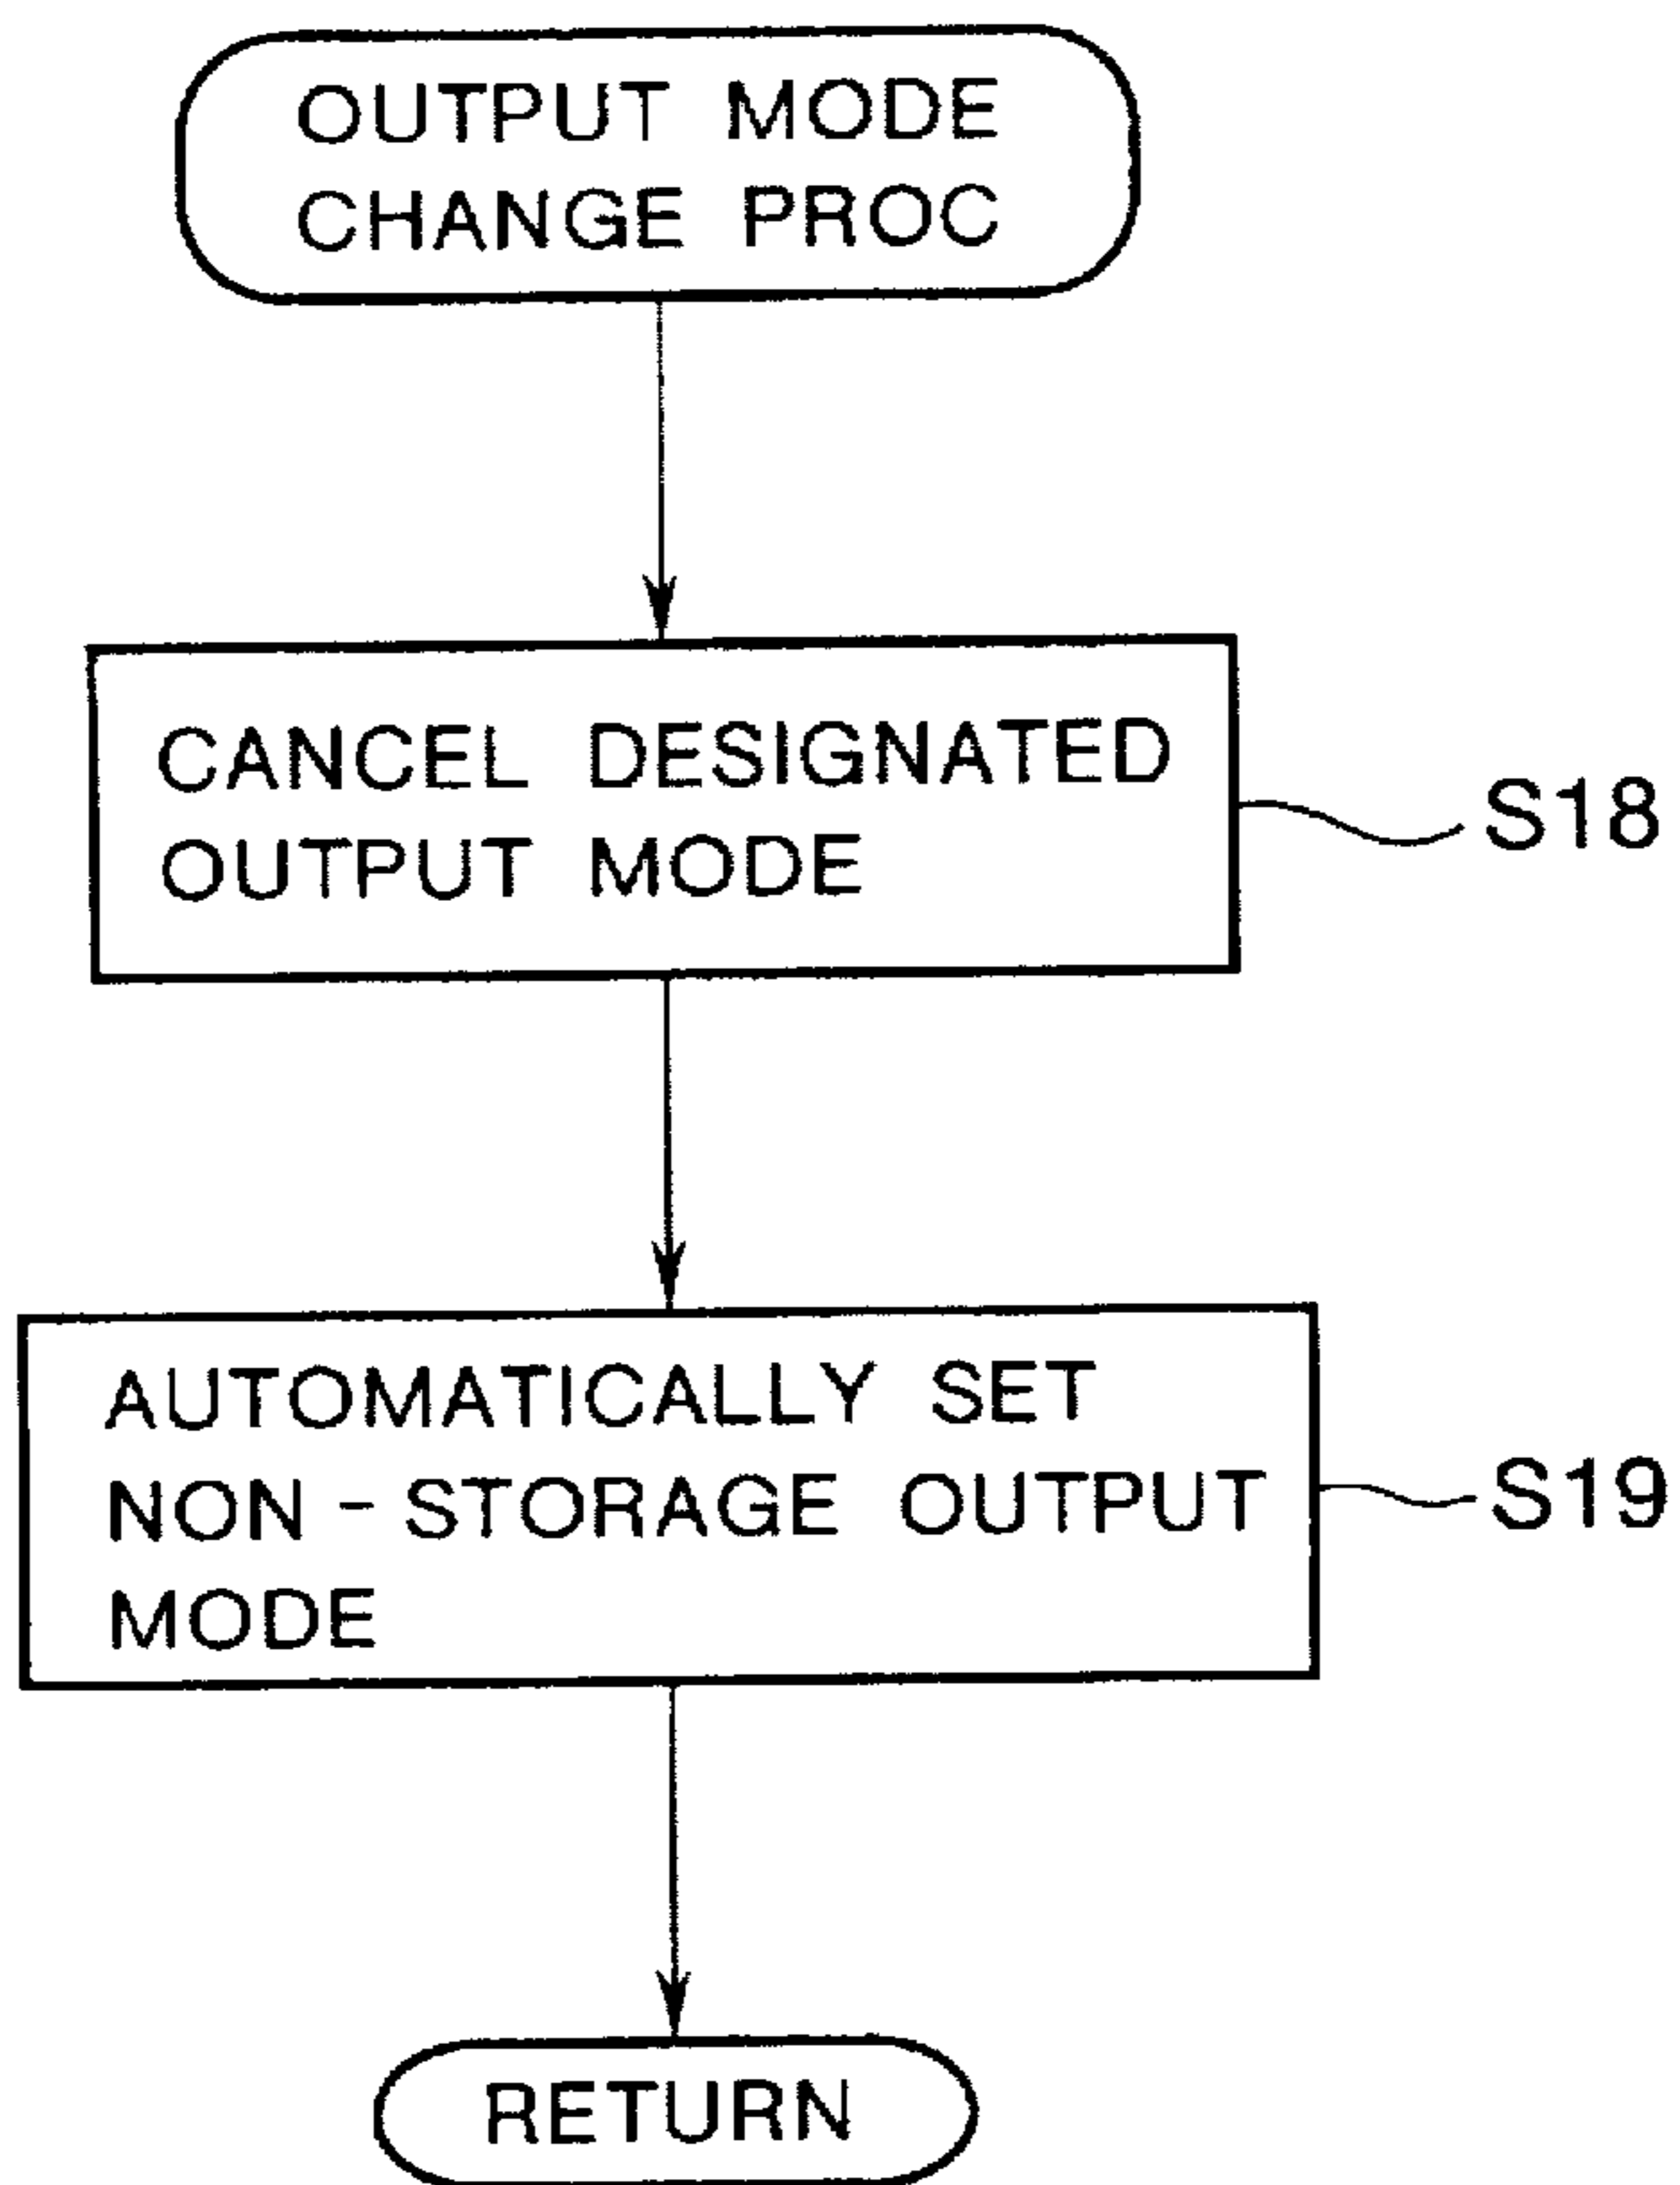 OUTPUT MODE
CHANGE PROC
CANCEL DESIGNATED
OUTPUT MODE
S18
AUTOMATICALLY SET
NON-STORAGE OUTPUT
MODE
S19
RETURN